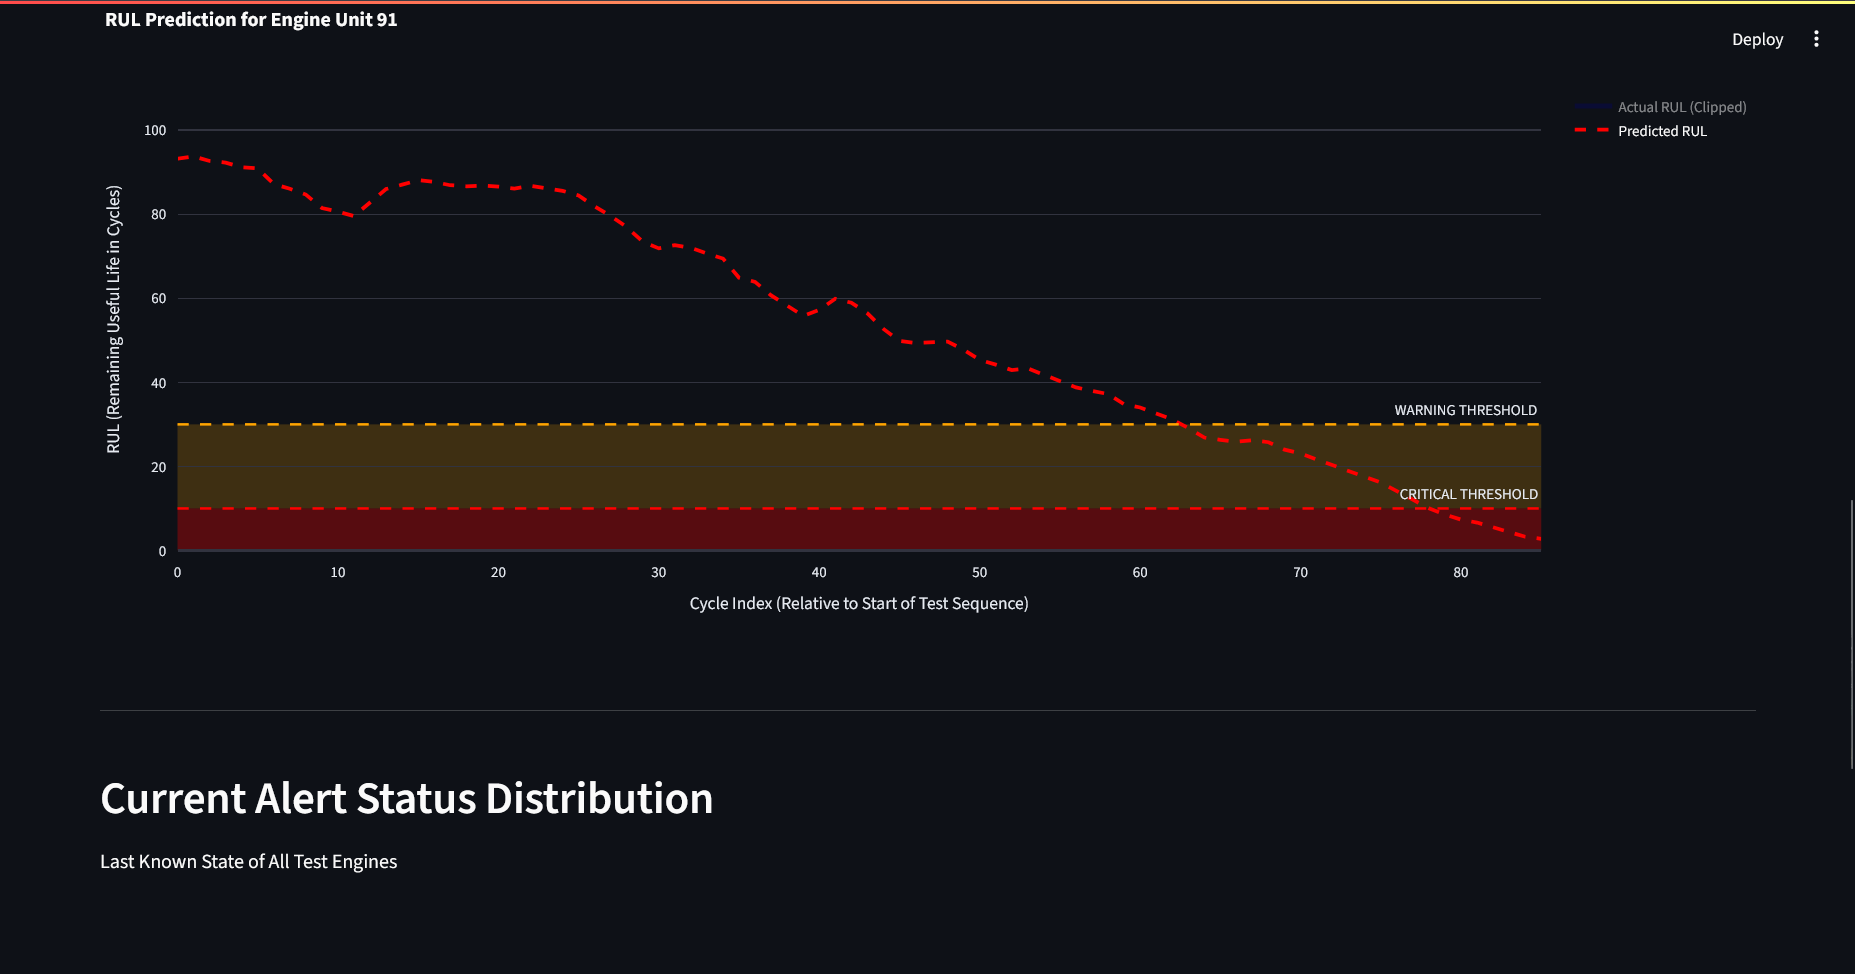 RUL Prediction for Engine Unit 91
Deploy
Actual RUL (Clipped)
Predicted RUL
RUL (Remaining Useful Life in Cycles)
100
80
60
40
20
0
WARNING THRESHOLD
CRITICAL THRESHOLD
0 10 20 30 40 50 60 70 80
Cycle Index (Relative to Start of Test Sequence)
Current Alert Status Distribution
Last Known State of All Test Engines